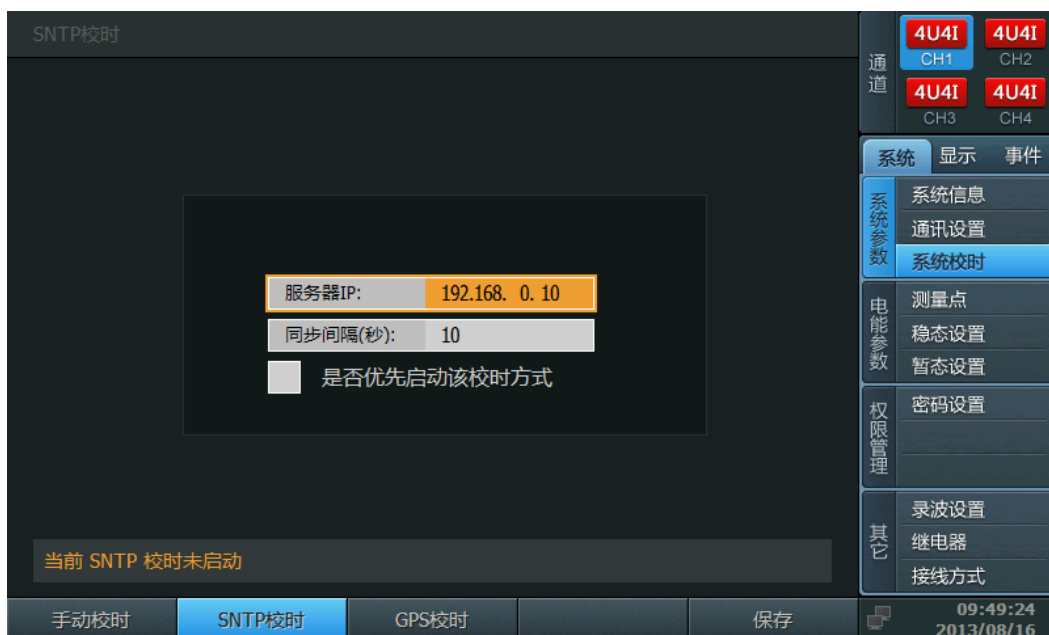 SNTP校时
服务器IP: 192.168. 0. 10
同步间隔(秒): 10
是否优先启动该校时方式
当前 SNTP 校时未启动
手动校时 SNTP校时 GPS校时 保存
通道
4U4I 4U4I
CH1 CH2
4U4I 4U4I
CH3 CH4
系统 显示 事件
系统参数
系统信息
通讯设置
系统校时
电能参数
测量点
稳态设置
暂态设置
权限管理
密码设置
其它
录波设置
继电器
接线方式
09:49:24
2013/08/16